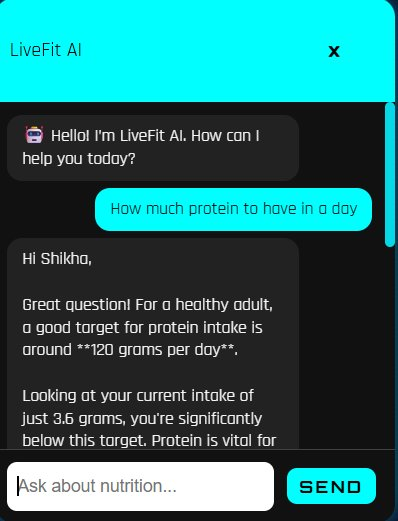 LiveFit AI
x
Hello! I'm LiveFit AI. How can I
help you today?
How much protein to have in a day
Hi Shikha,
Great question! For a healthy adult,
a good target for protein intake is
around **120 grams per day**.
Looking at your current intake of
just 3.6 grams, you're significantly
below this target. Protein is vital for
Ask about nutrition...
SEND